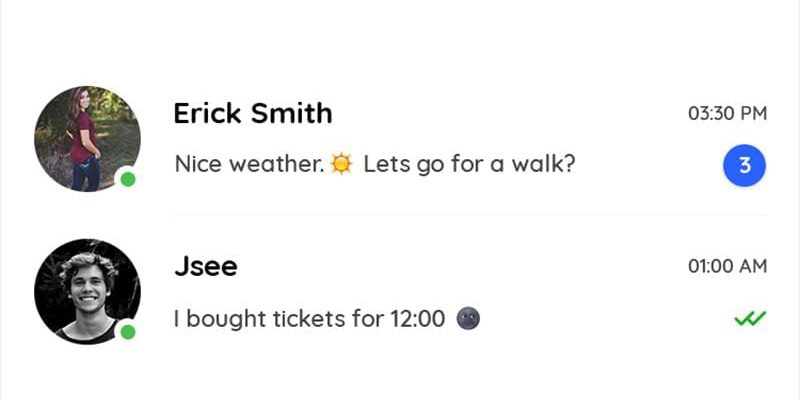 Erick Smith 03:30 PM
Nice weather.☀️ Lets go for a walk? 3
Jsee 01:00 AM
I bought tickets for 12:00 🌚